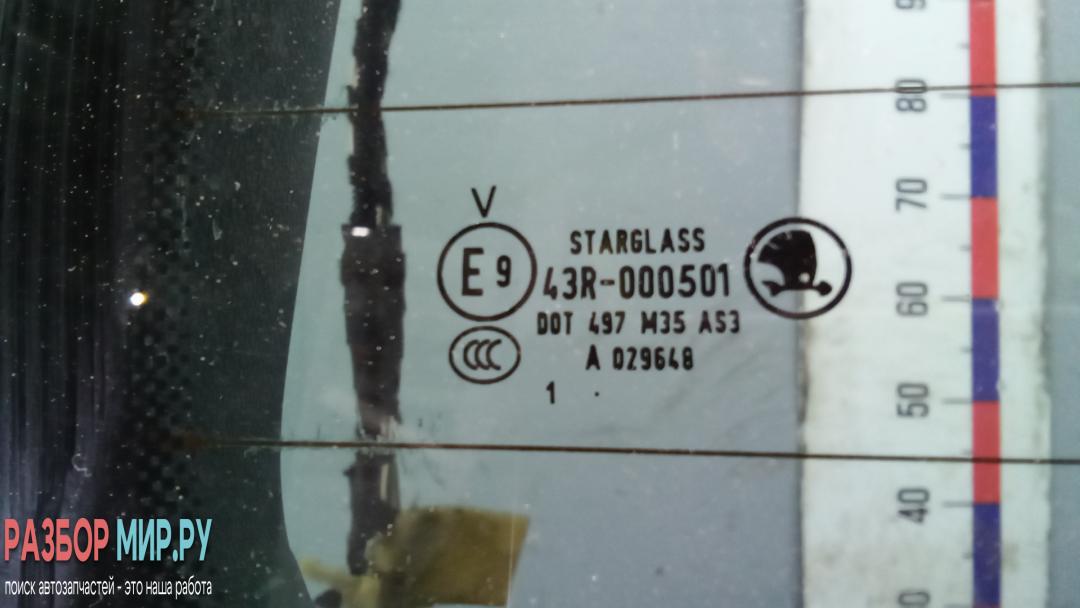 V
E 9
STARGLASS
43R-000501
DOT 497 M35 AS3
CCC
A 029648
1 .
80
70
60
50
40
РАЗБОР МИР.РУ
поиск автозапчастей - это наша работа